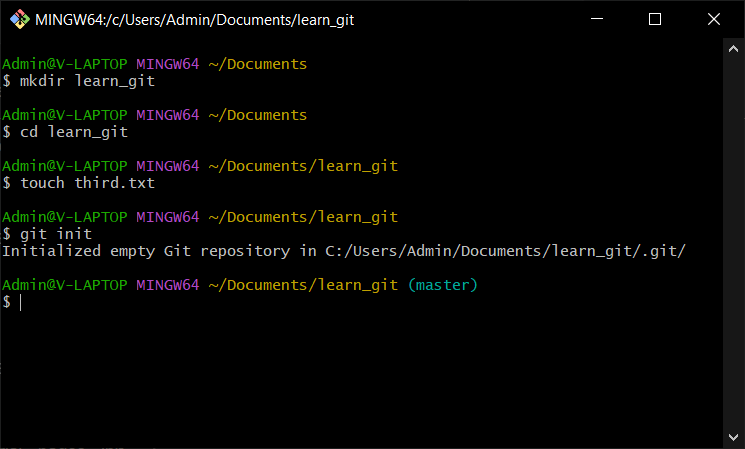 MINGW64:/c/Users/Admin/Documents/learn_git
Admin@V-LAPTOP MINGW64 ~/Documents
$ mkdir learn_git
Admin@V-LAPTOP MINGW64 ~/Documents
$ cd learn_git
Admin@V-LAPTOP MINGW64 ~/Documents/learn_git
$ touch third.txt
Admin@V-LAPTOP MINGW64 ~/Documents/learn_git
$ git init
Initialized empty Git repository in C:/Users/Admin/Documents/learn_git/.git/
Admin@V-LAPTOP MINGW64 ~/Documents/learn_git (master)
$